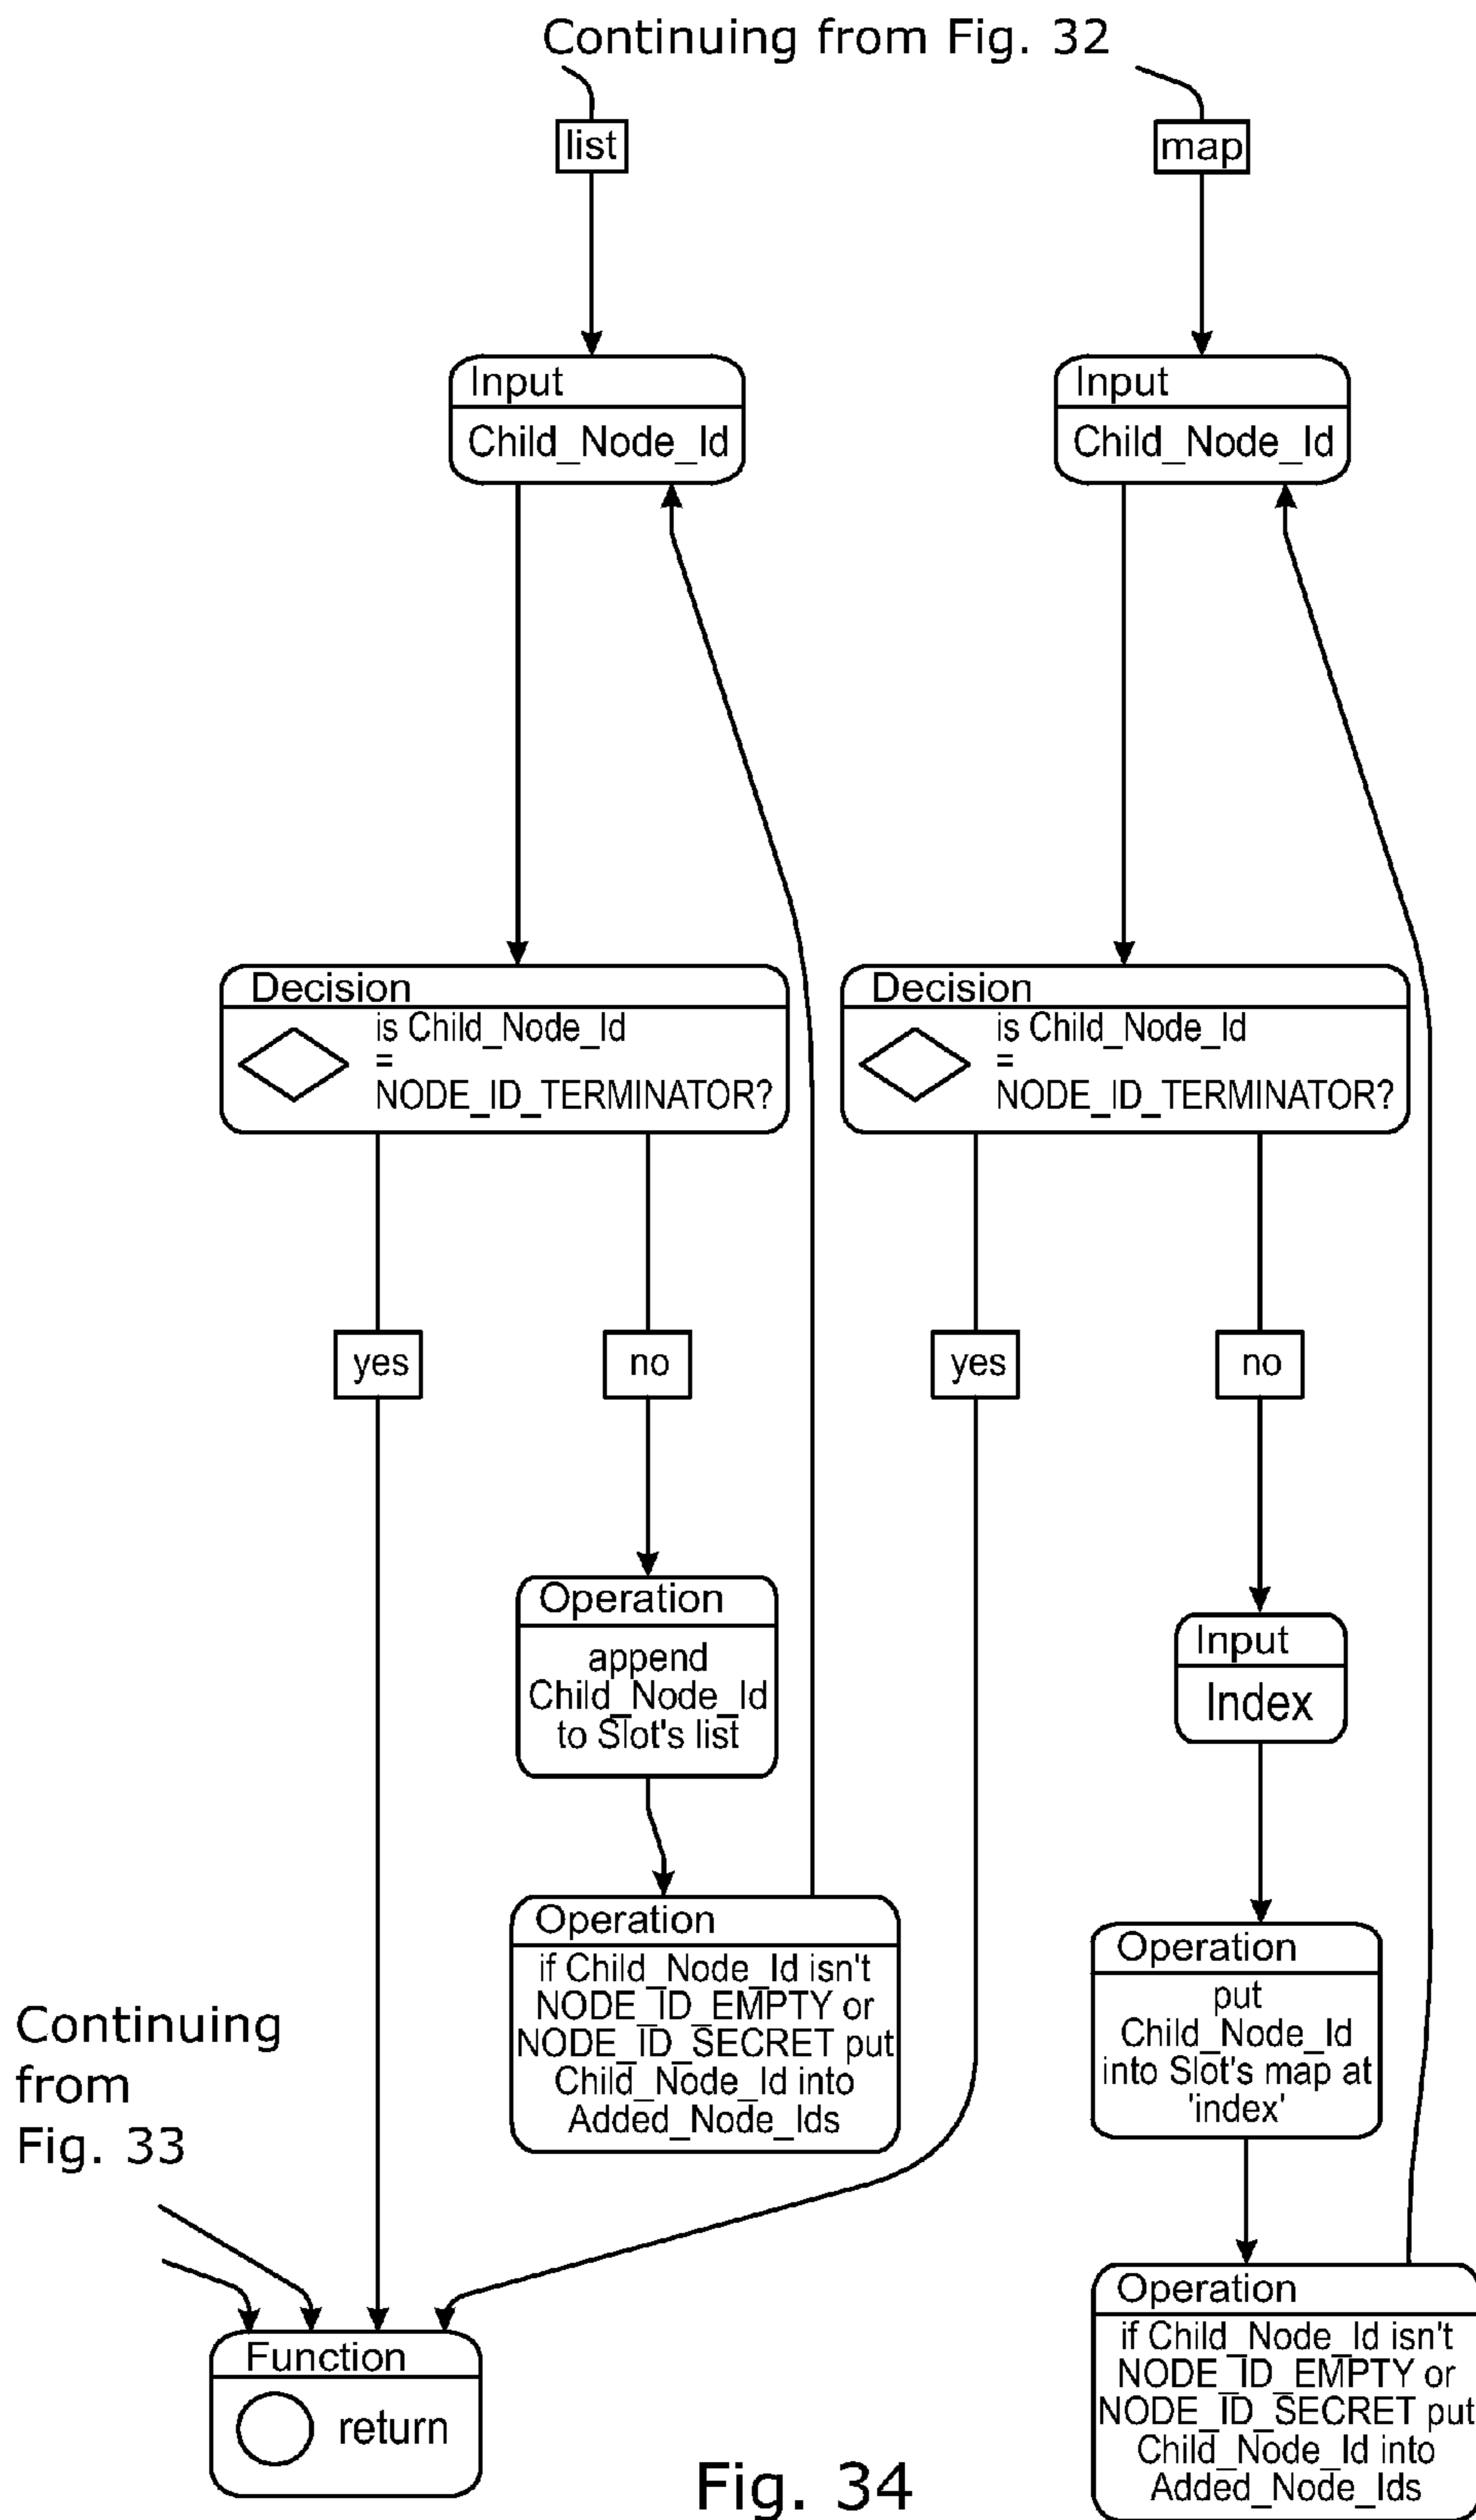 Continuing from Fig. 32
list
map
Input
Child_Node_Id
Input
Child_Node_Id
Decision
is Child_Node_Id
=
NODE_ID_TERMINATOR?
Decision
is Child_Node_Id
=
NODE_ID_TERMINATOR?
yes
no
yes
no
Operation
append
Child_Node_Id
to Slot's list
Input
Index
Operation
if Child_Node_Id isn't
NODE_ID_EMPTY or
NODE_ID_SECRET put
Child_Node_Id into
Added_Node_Ids
Operation
put
Child_Node_Id
into Slot's map at
'index'
Continuing
from
Fig. 33
Operation
if Child_Node_Id isn't
NODE_ID_EMPTY or
NODE_ID_SECRET put
Child_Node_Id into
Added_Node_Ids
Function
return
Fig. 34